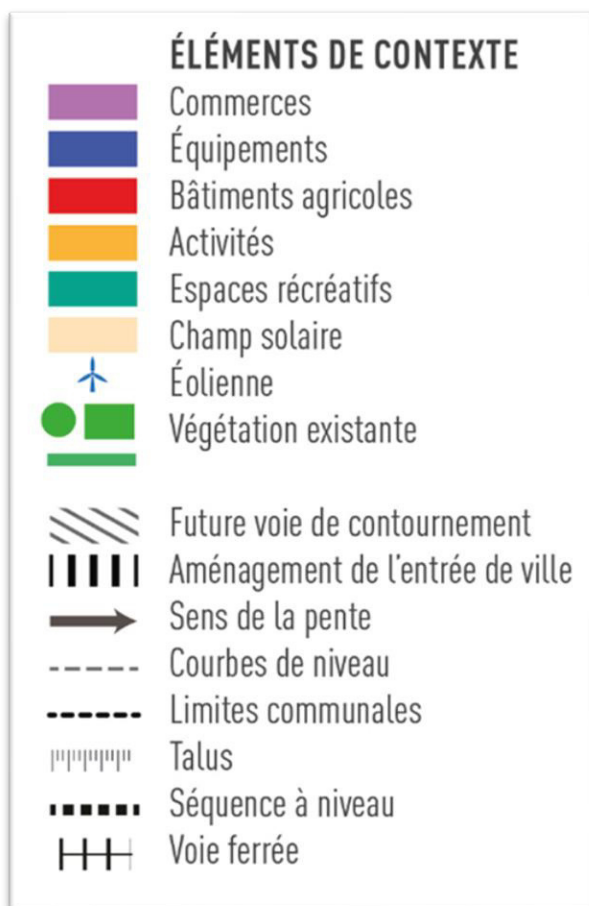 ÉLÉMENTS DE CONTEXTE
Commerces
Équipements
Bâtiments agricoles
Activités
Espaces récréatifs
Champ solaire
Éolienne
Végétation existante
Future voie de contournement
Aménagement de l'entrée de ville
Sens de la pente
Courbes de niveau
Limites communales
Talus
Séquence à niveau
Voie ferrée